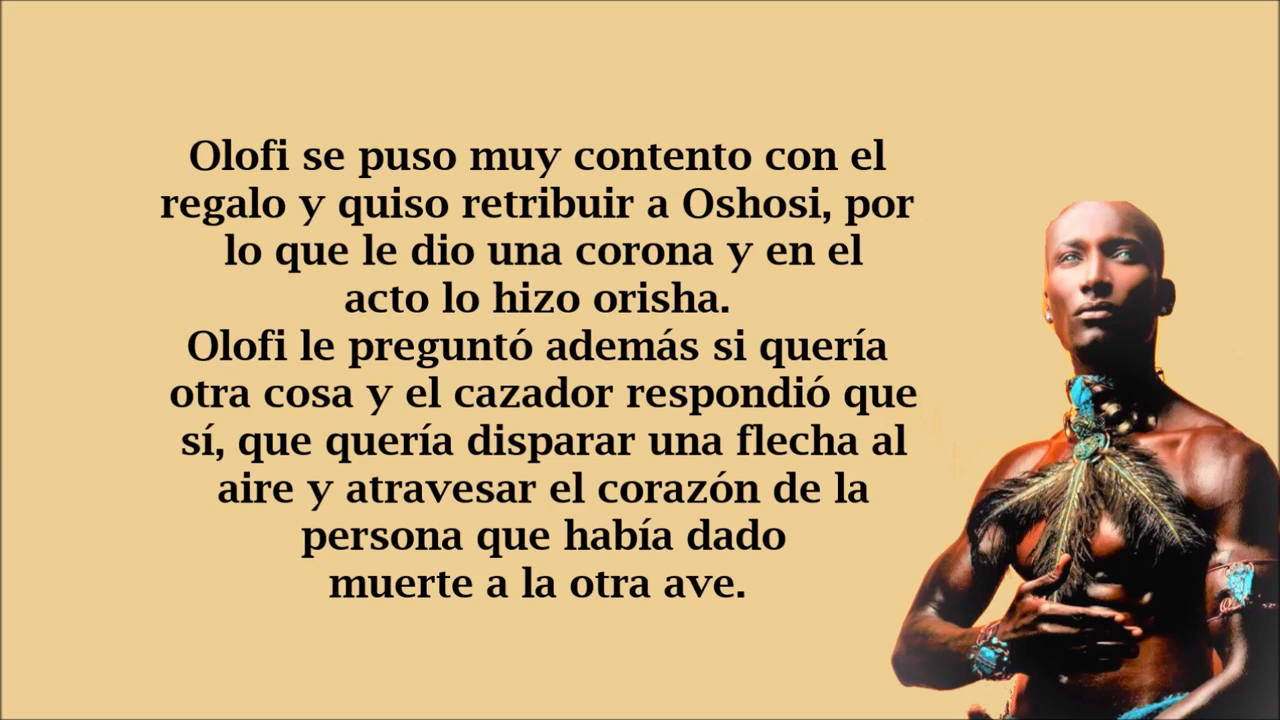 Olofi se puso muy contento con el
regalo y quiso retribuir a Oshosi, por
lo que le dio una corona y en el
acto lo hizo orisha.
Olofi le preguntó además si quería
otra cosa y el cazador respondió que
sí, que quería disparar una flecha al
aire y atravesar el corazón de la
persona que había dado
muerte a la otra ave.